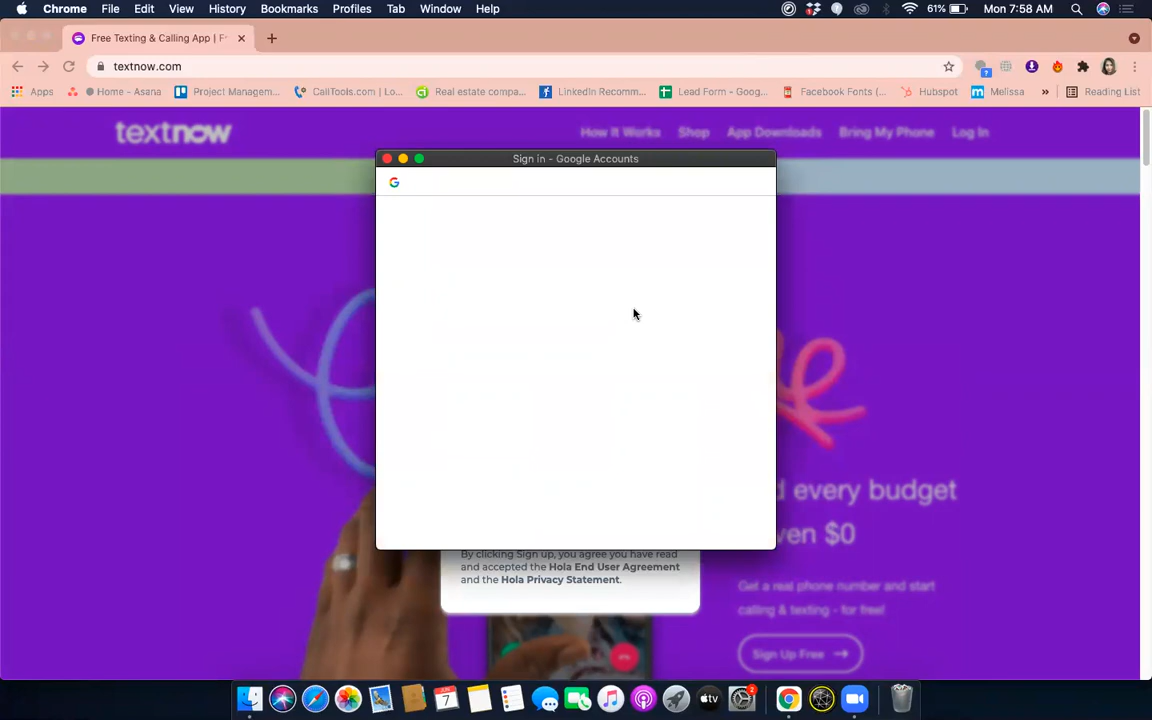 Chrome File Edit View History Bookmarks Profiles Tab Window Help 61% Mon 7:58 AM
Free Texting & Calling App | F
textnow.com
Apps Home - Asana Project Managem... CallTools.com | Lo... Real estate compa... LinkedIn Recomm... Lead Form - Goog... Facebook Fonts (... Hubspot Melissa » Reading List
textnow How It Works Shop App Downloads Bring My Phone Log In
Sign in - Google Accounts
d every budget
ven $0
By clicking Sign up, you agree you have read
and accepted the Hola End User Agreement
and the Hola Privacy Statement.
Get a real phone number and start
calling & texting - for free!
Sign Up Free →